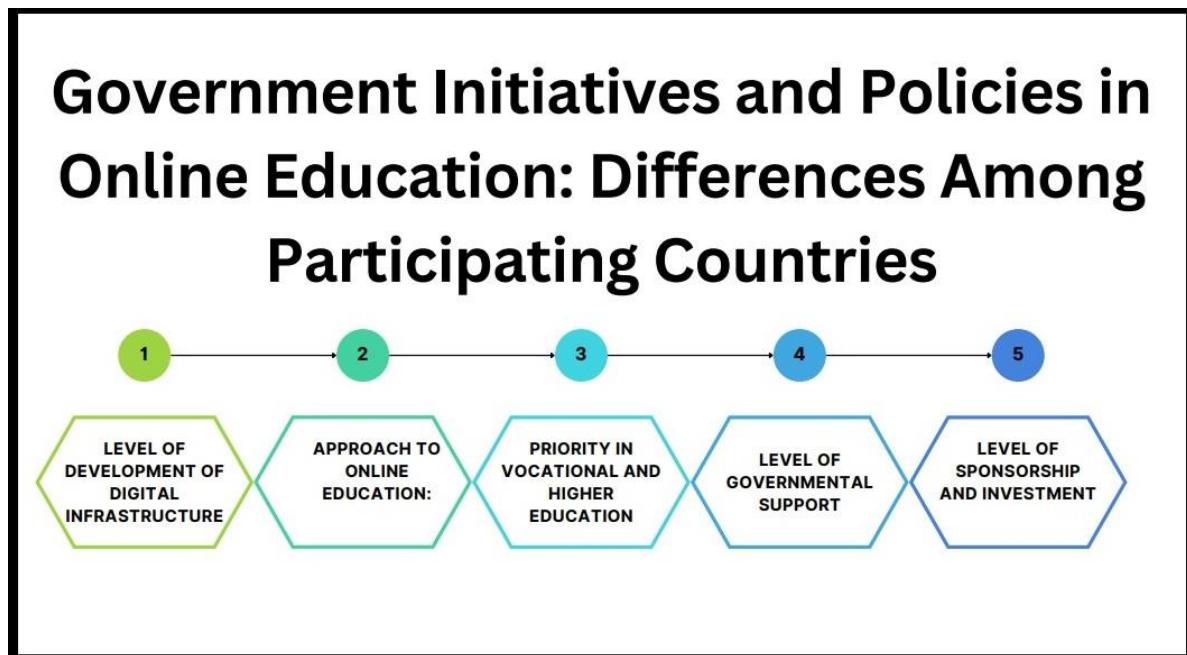 Government Initiatives and Policies in
Online Education: Differences Among
Participating Countries
1
2
3
4
5
LEVEL OF
DEVELOPMENT OF
DIGITAL
INFRASTRUCTURE
APPROACH TO
ONLINE
EDUCATION:
PRIORITY IN
VOCATIONAL AND
HIGHER
EDUCATION
LEVEL OF
GOVERNMENTAL
SUPPORT
LEVEL OF
SPONSORSHIP
AND INVESTMENT